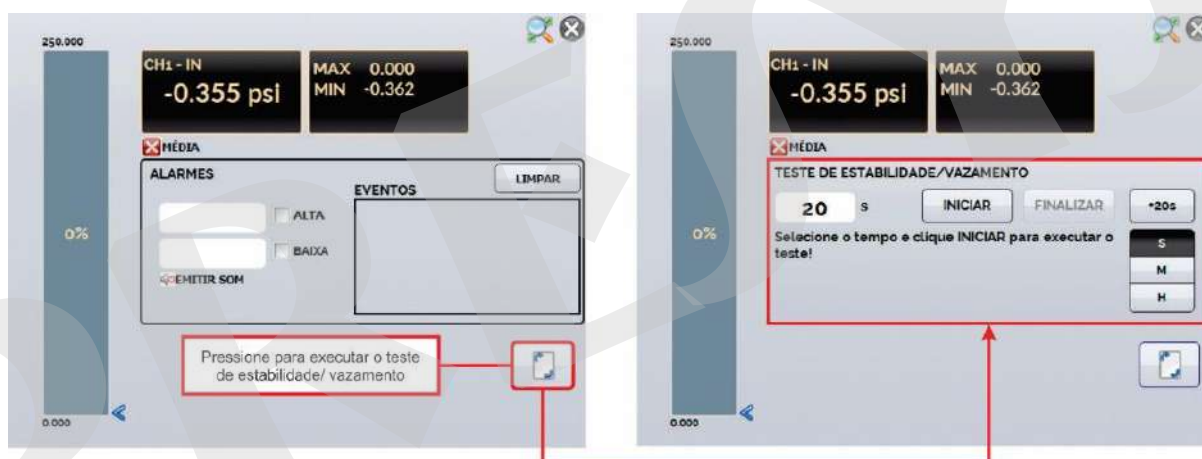 250.000
CH1 - IN
-0.355 psi
MAX 0.000
MIN -0.362
MÉDIA
ALARMES
EVENTOS
LIMPAR
ALTA
BAIXA
EMITIR SOM
0%
Pressione para executar o teste
de estabilidade/ vazamento
0.000
250.000
CH1 - IN
-0.355 psi
MAX 0.000
MIN -0.362
MÉDIA
TESTE DE ESTABILIDADE/VAZAMENTO
20 s
INICIAR
FINALIZAR
+20s
Selecione o tempo e clique INICIAR para executar o
teste!
S
M
H
0%
0.000